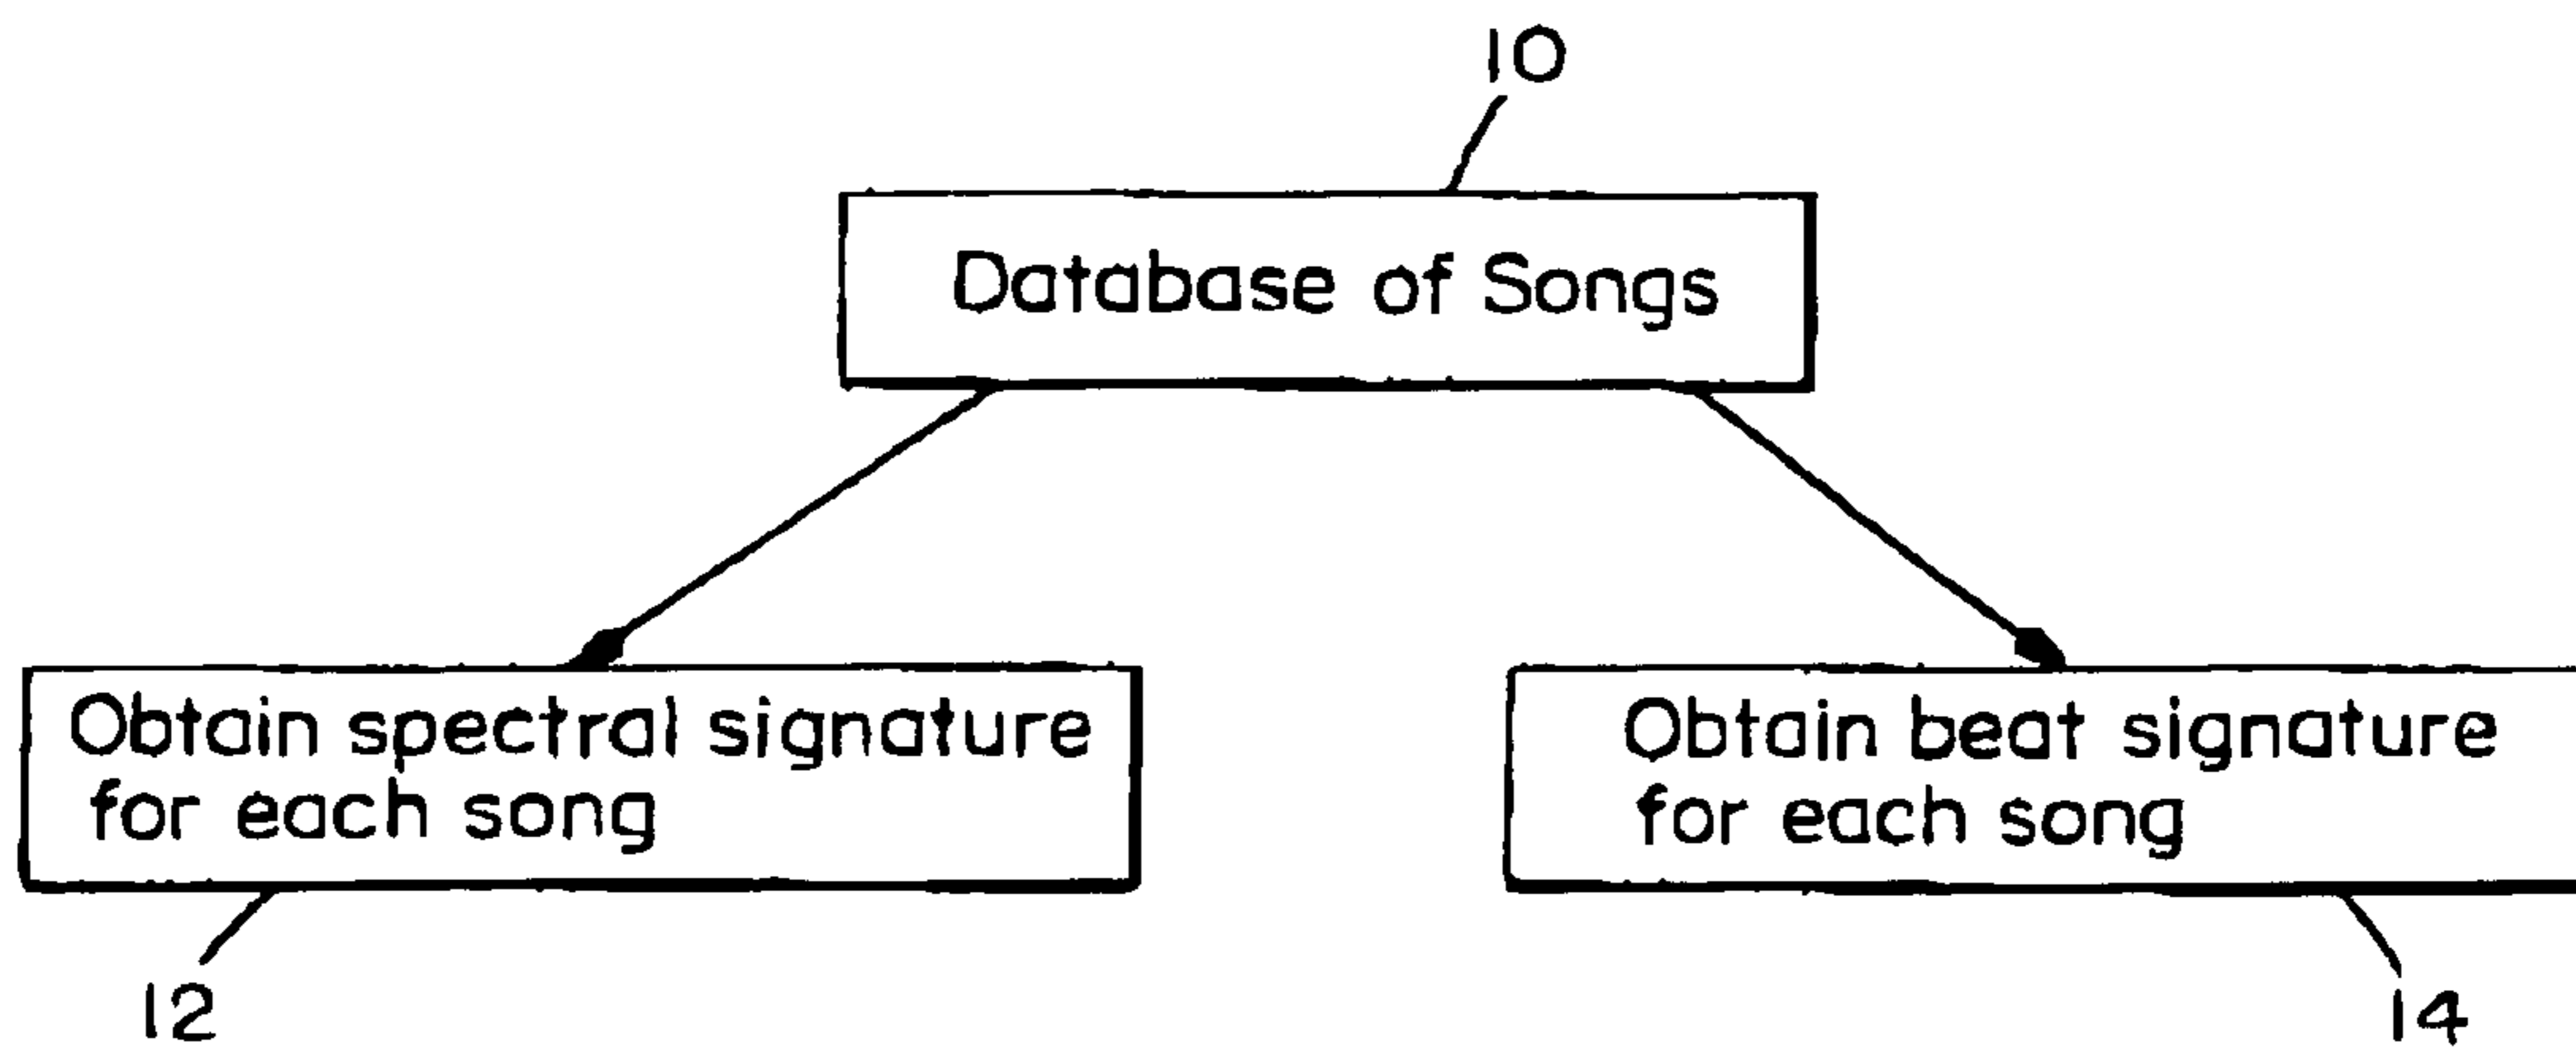 10
Database of Songs
Obtain spectral signature
for each song
Obtain beat signature
for each song
12
14